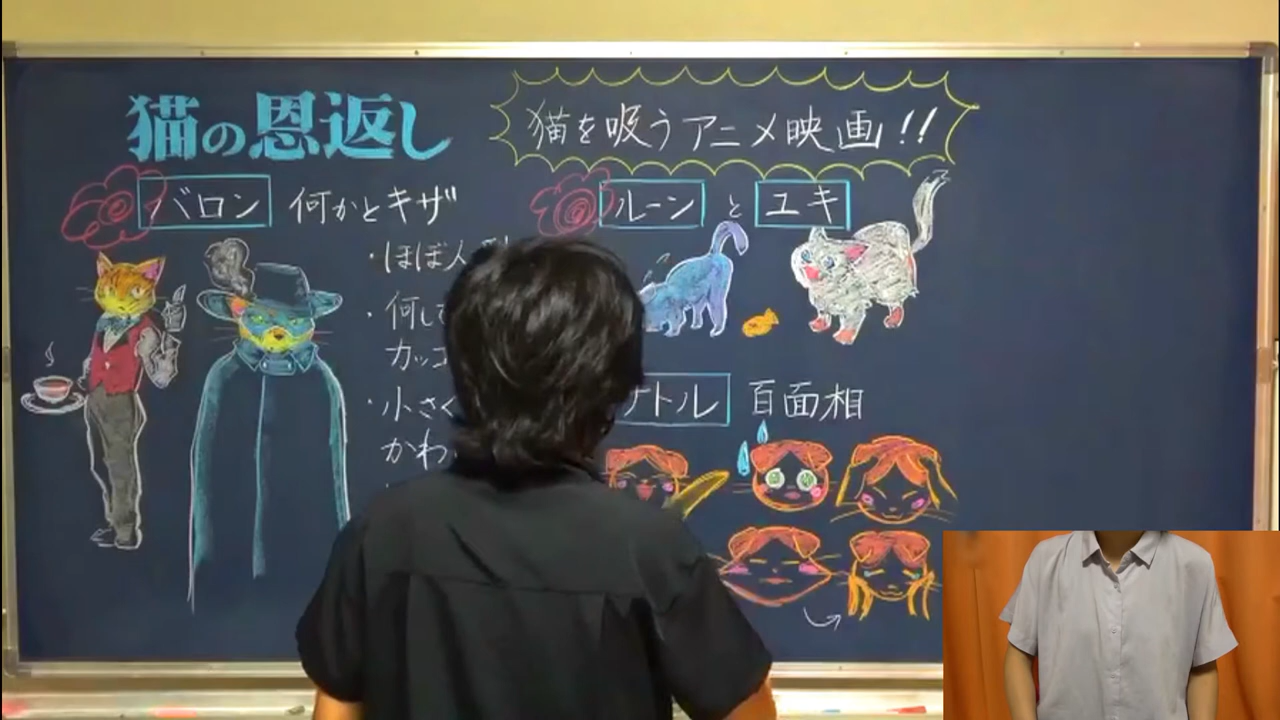 猫の恩返し
猫を吸うアニメ映画!!
バロン 何かとキザ
・ほぼ人
・何し
カッコ
・小さく
かわ
ルーンとユキ
ナトル 百面相